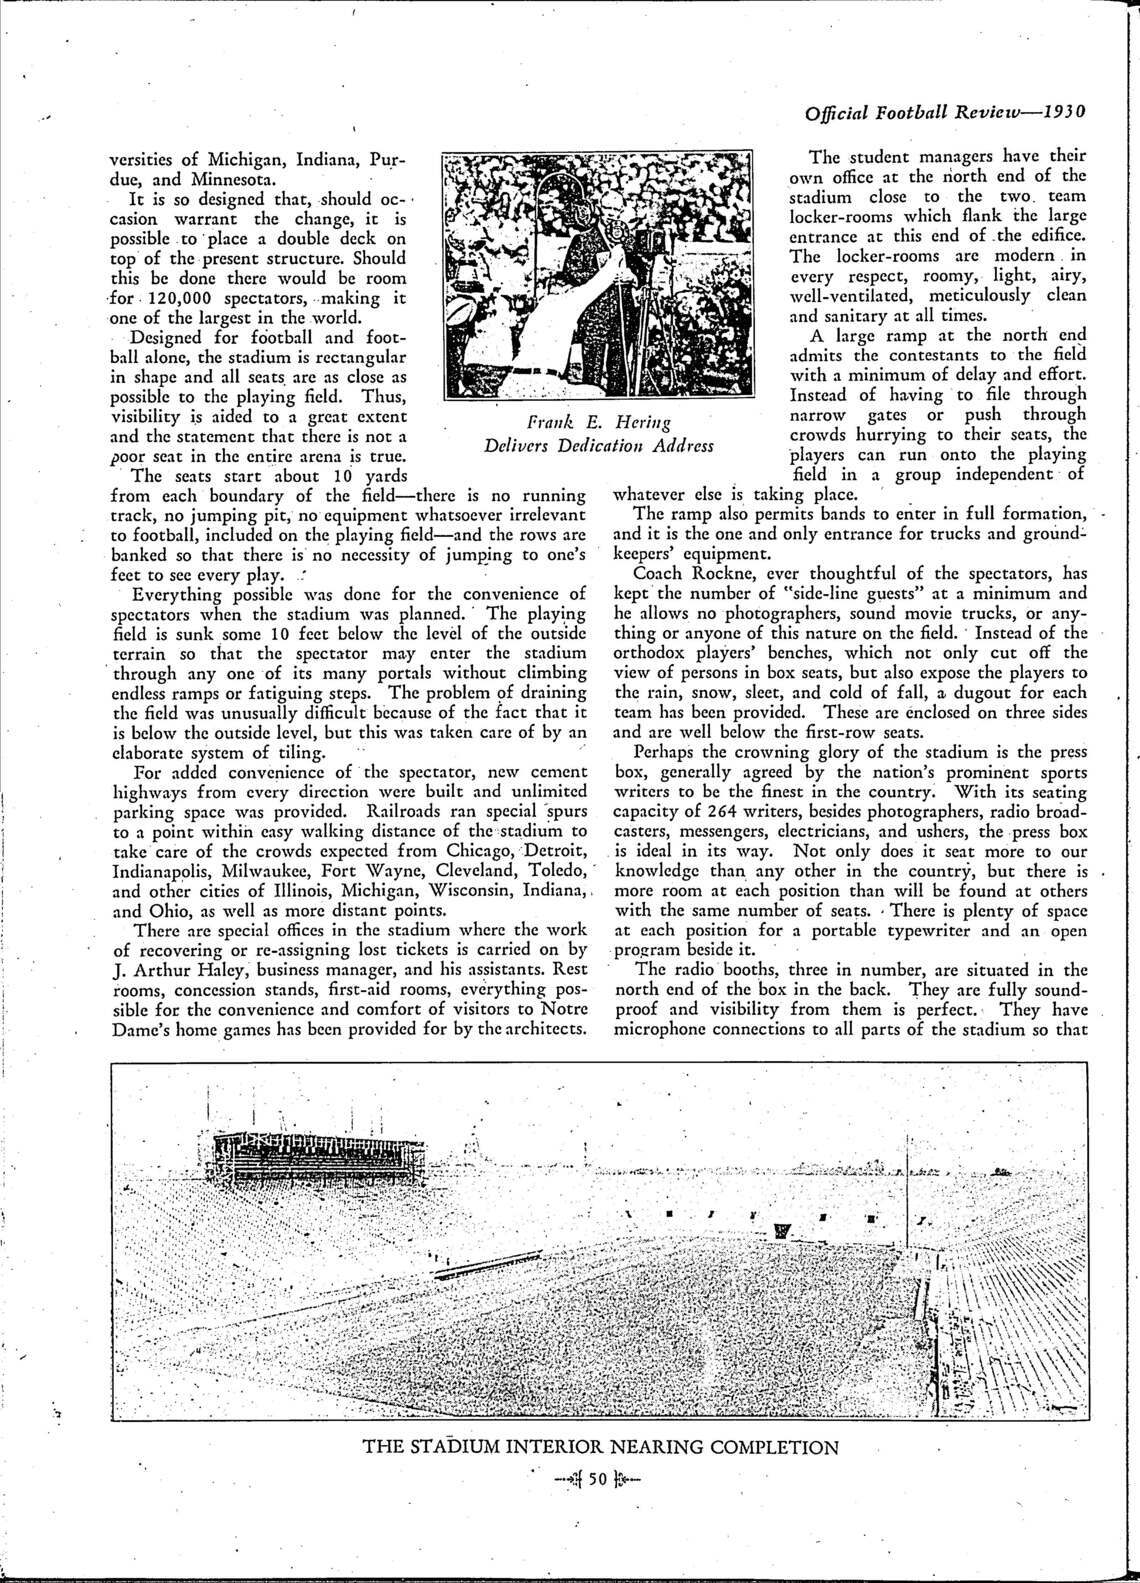 Official Football Review—1930
versities of Michigan, Indiana, Pur-
due, and Minnesota.
It is so designed that, should oc-
casion warrant the change, it is
possible to place a double deck on
top of the present structure. Should
this be done there would be room
for 120,000 spectators, making it
one of the largest in the world.
Designed for football and foot-
ball alone, the stadium is rectangular
in shape and all seats are as close as
possible to the playing field. Thus,
visibility is aided to a great extent
and the statement that there is not a
poor seat in the entire arena is true.
The seats start about 10 yards
from each boundary of the field—there is no running
track, no jumping pit, no equipment whatsoever irrelevant
to football, included on the playing field—and the rows are
banked so that there is no necessity of jumping to one's
feet to see every play.
Everything possible was done for the convenience of
spectators when the stadium was planned. The playing
field is sunk some 10 feet below the level of the outside
terrain so that the spectator may enter the stadium
through any one of its many portals without climbing
endless ramps or fatiguing steps. The problem of draining
the field was unusually difficult because of the fact that it
is below the outside level, but this was taken care of by an
elaborate system of tiling.
For added convenience of the spectator, new cement
highways from every direction were built and unlimited
parking space was provided. Railroads ran special spurs
to a point within easy walking distance of the stadium to
take care of the crowds expected from Chicago, Detroit,
Indianapolis, Milwaukee, Fort Wayne, Cleveland, Toledo,
and other cities of Illinois, Michigan, Wisconsin, Indiana,
and Ohio, as well as more distant points.
There are special offices in the stadium where the work
of recovering or re-assigning lost tickets is carried on by
J. Arthur Haley, business manager, and his assistants. Rest
rooms, concession stands, first-aid rooms, everything pos-
sible for the convenience and comfort of visitors to Notre
Dame's home games has been provided for by the architects.
Frank E. Hering
Delivers Dedication Address
The student managers have their
own office at the north end of the
stadium close to the two team
locker-rooms which flank the large
entrance at this end of the edifice.
The locker-rooms are modern in
every respect, roomy, light, airy,
well-ventilated, meticulously clean
and sanitary at all times.
A large ramp at the north end
admits the contestants to the field
with a minimum of delay and effort.
Instead of having to file through
narrow gates or push through
crowds hurrying to their seats, the
players can run onto the playing
field in a group independent of
whatever else is taking place.
The ramp also permits bands to enter in full formation,
and it is the one and only entrance for trucks and ground-
keepers' equipment.
Coach Rockne, ever thoughtful of the spectators, has
kept the number of "side-line guests" at a minimum and
he allows no photographers, sound movie trucks, or any-
thing or anyone of this nature on the field. Instead of the
orthodox players' benches, which not only cut off the
view of persons in box seats, but also expose the players to
the rain, snow, sleet, and cold of fall, a dugout for each
team has been provided. These are enclosed on three sides
and are well below the first-row seats.
Perhaps the crowning glory of the stadium is the press
box, generally agreed by the nation's prominent sports
writers to be the finest in the country. With its seating
capacity of 264 writers, besides photographers, radio broad-
casters, messengers, electricians, and ushers, the press box
is ideal in its way. Not only does it seat more to our
knowledge than any other in the country, but there is
more room at each position than will be found at others
with the same number of seats. There is plenty of space
at each position for a portable typewriter and an open
program beside it.
The radio booths, three in number, are situated in the
north end of the box in the back. They are fully sound-
proof and visibility from them is perfect. They have
microphone connections to all parts of the stadium so that
THE STADIUM INTERIOR NEARING COMPLETION
50